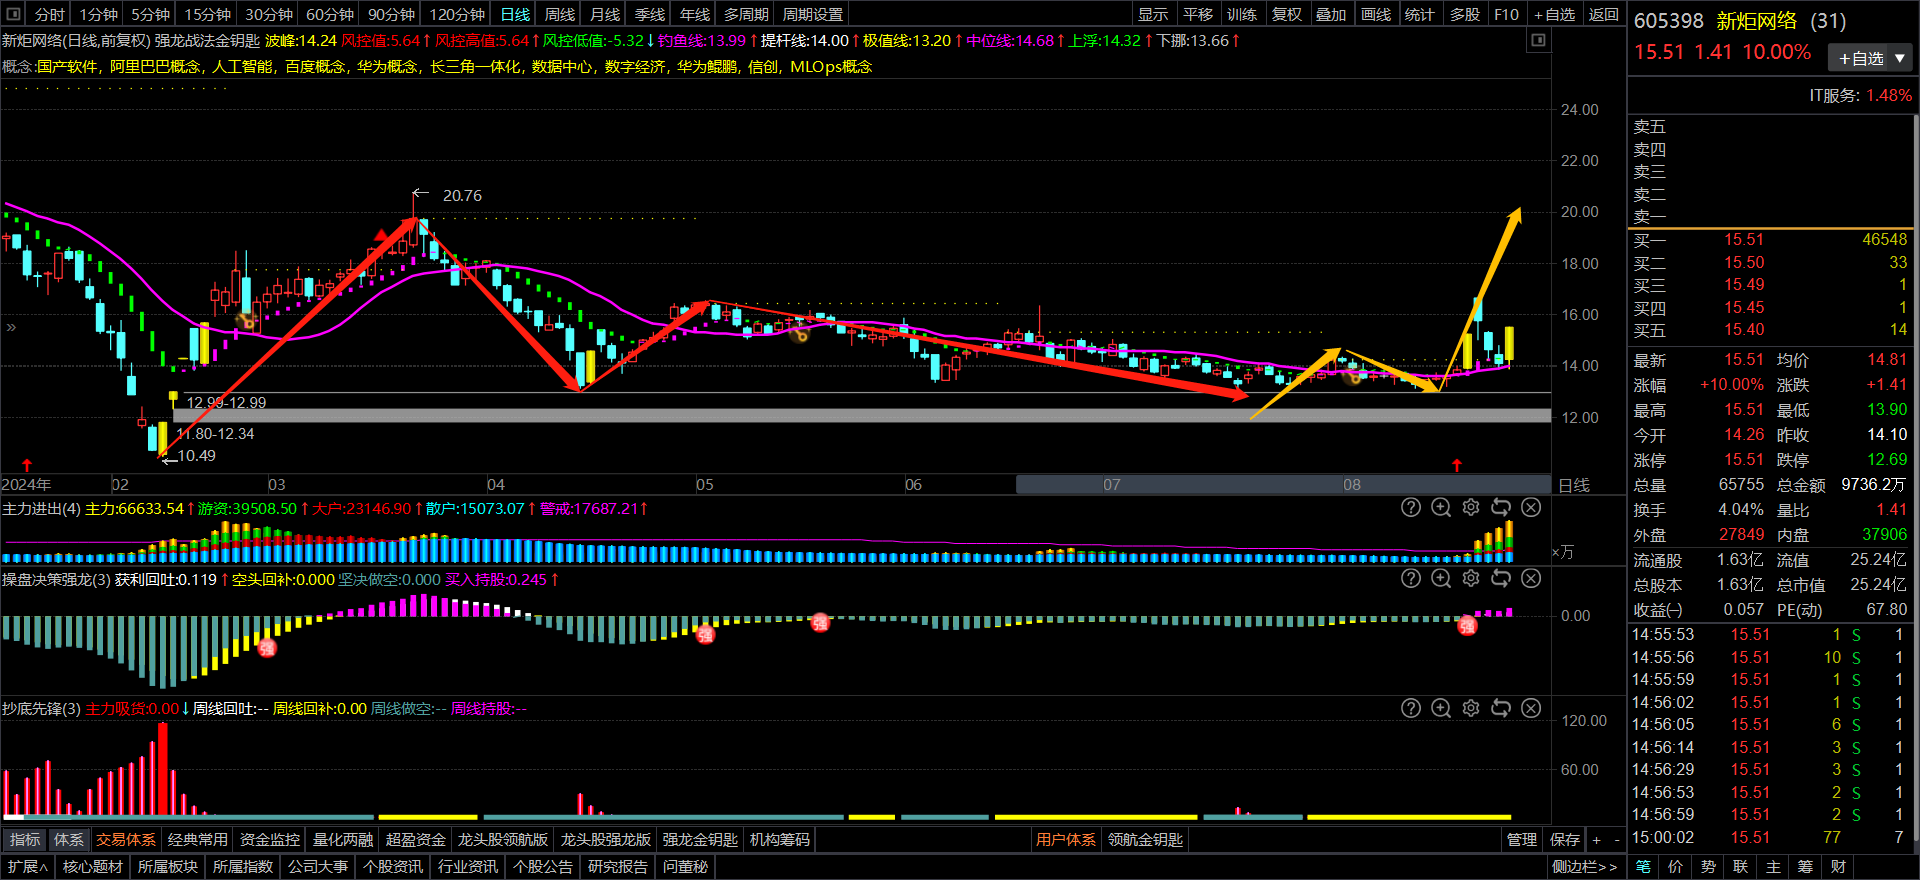 分时 1分钟 5分钟 15分钟 30分钟 60分钟 90分钟 120分钟 日线 周线 月线 季线 年线 多周期 周期设置 显示 平移 训练 复权 叠加 画线 统计 多股 F10 +自选 返回
605398 新炬网络 (31)
新炬网络(日线,前复权) 强龙战法金钥匙 波峰:14.24 风控值:5.64↑ 风控高值:5.64↑ 风控低值:-5.32↓ 钓鱼线:13.99↑ 提杆线:14.00↑ 极值线:13.20↑ 中位线:14.68↑ 上浮:14.32↑ 下挪:13.66↑
15.51 1.41 10.00% +自选 ▼
概念:国产软件，阿里巴巴概念，人工智能，百度概念，华为概念，长三角一体化，数据中心，数字经济，华为鲲鹏，信创，MLOps概念
IT服务: 1.48%
24.00
22.00
20.00
18.00
16.00
14.00
12.00
← 20.76
»
12.99-12.99
11.80-12.34
←10.49
2024年 02 03 04 05 06 07 08 日线
主力进出(4) 主力:66633.54↑ 游资:39508.50↑ 大户:23146.90↑ 散户:15073.07↑ 警戒:17687.21↑
×万
操盘决策强龙(3) 获利回吐:0.119↑ 空头回补:0.000 坚决做空:0.000 买入持股:0.245↑
0.00
强 强 强 强
抄底先锋(3) 主力吸货:0.00↓ 周线回吐:-- 周线回补:0.00 周线做空:-- 周线持股:--
120.00
60.00
卖五
卖四
卖三
卖二
卖一
买一 15.51 46548
买二 15.50 33
买三 15.49 1
买四 15.45 1
买五 15.40 14
最新 15.51 均价 14.81
涨幅 +10.00% 涨跌 +1.41
最高 15.51 最低 13.90
今开 14.26 昨收 14.10
涨停 15.51 跌停 12.69
总量 65755 总金额 9736.2万
换手 4.04% 量比 1.41
外盘 27849 内盘 37906
流通股 1.63亿 流值 25.24亿
总股本 1.63亿 总市值 25.24亿
收益㈠ 0.057 PE(动) 67.80
14:55:53 15.51 1 S 1
14:55:56 15.51 10 S 1
14:55:59 15.51 1 S 1
14:56:02 15.51 1 S 1
14:56:05 15.51 6 S 1
14:56:14 15.51 3 S 1
14:56:29 15.51 3 S 1
14:56:53 15.51 2 S 1
14:56:59 15.51 2 S 1
15:00:02 15.51 77 7
指标 体系 交易体系 经典常用 资金监控 量化两融 超盈资金 龙头股领航版 龙头股强龙版 强龙金钥匙 机构筹码 用户体系 领航金钥匙 管理 保存 + -
扩展∧ 核心题材 所属板块 所属指数 公司大事 个股资讯 行业资讯 个股公告 研究报告 问董秘 侧边栏>> 笔 价 势 联 主 筹 财